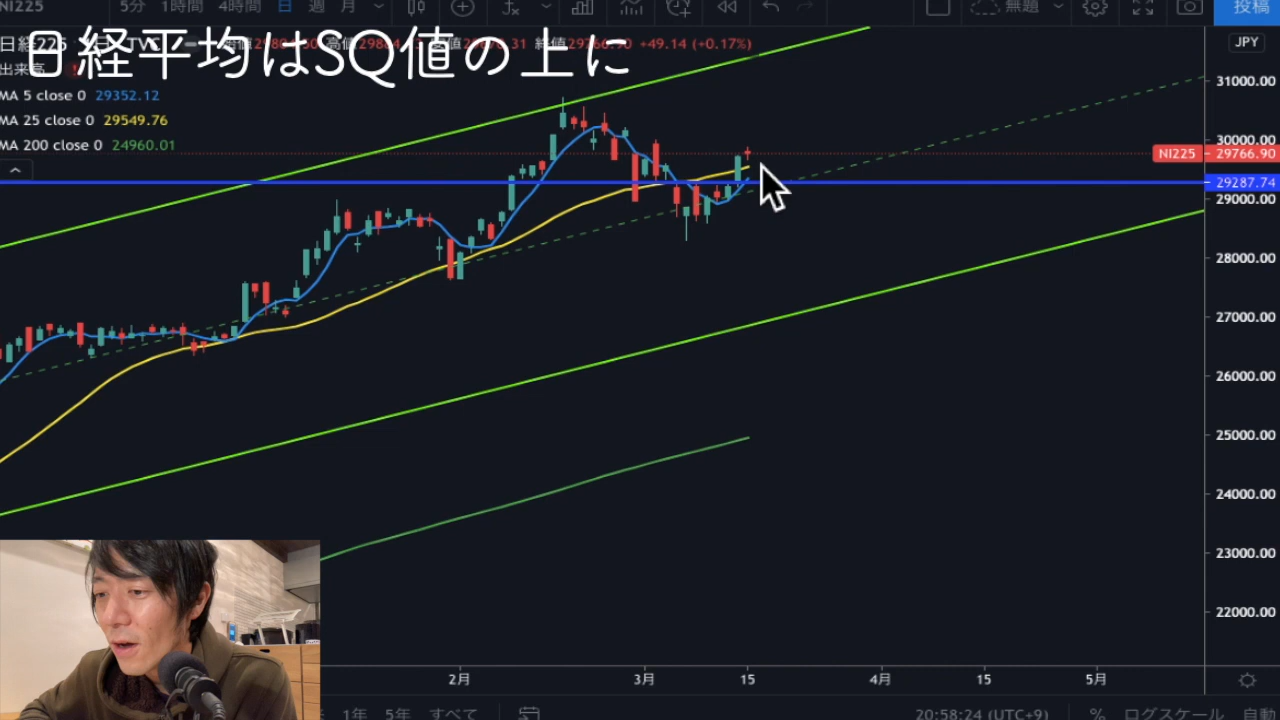 NI225 5分 1時間 4時間 日 週 月 無題 投稿
日経平均はSQ値の上に
+49.14 (+0.17%)
JPY
MA 5 close 0 29352.12
MA 25 close 0 29549.76
MA 200 close 0 24960.01
31000.00
30000.00
NI225 29766.90
29287.74
29000.00
28000.00
27000.00
26000.00
25000.00
24000.00
23000.00
22000.00
2月 3月 15 4月 15 5月
1年 5年 すべて 20:58:24 (UTC+9) % ログスケール 自動